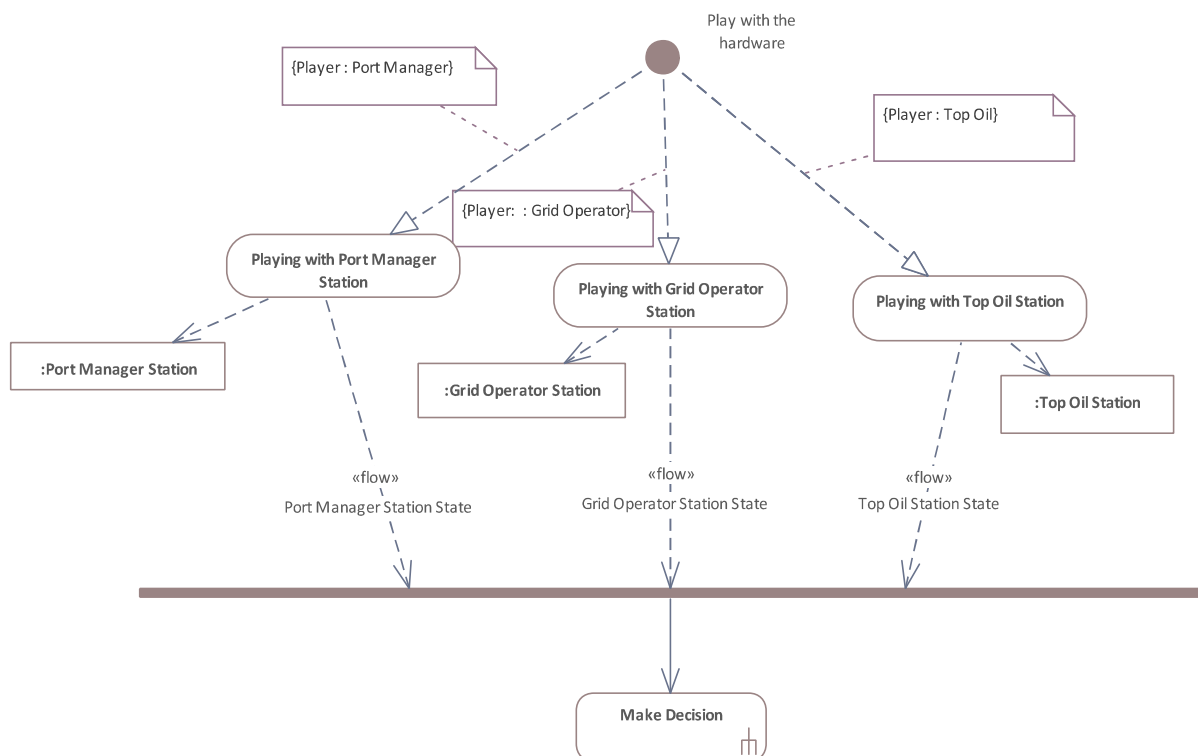 Play with the
hardware
{Player : Port Manager}
{Player : Top Oil}
{Player:  : Grid Operator}
Playing with Port Manager
Station
Playing with Grid Operator
Station
Playing with Top Oil Station
:Port Manager Station
:Grid Operator Station
:Top Oil Station
«flow»
Port Manager Station State
«flow»
Grid Operator Station State
«flow»
Top Oil Station State
Make Decision